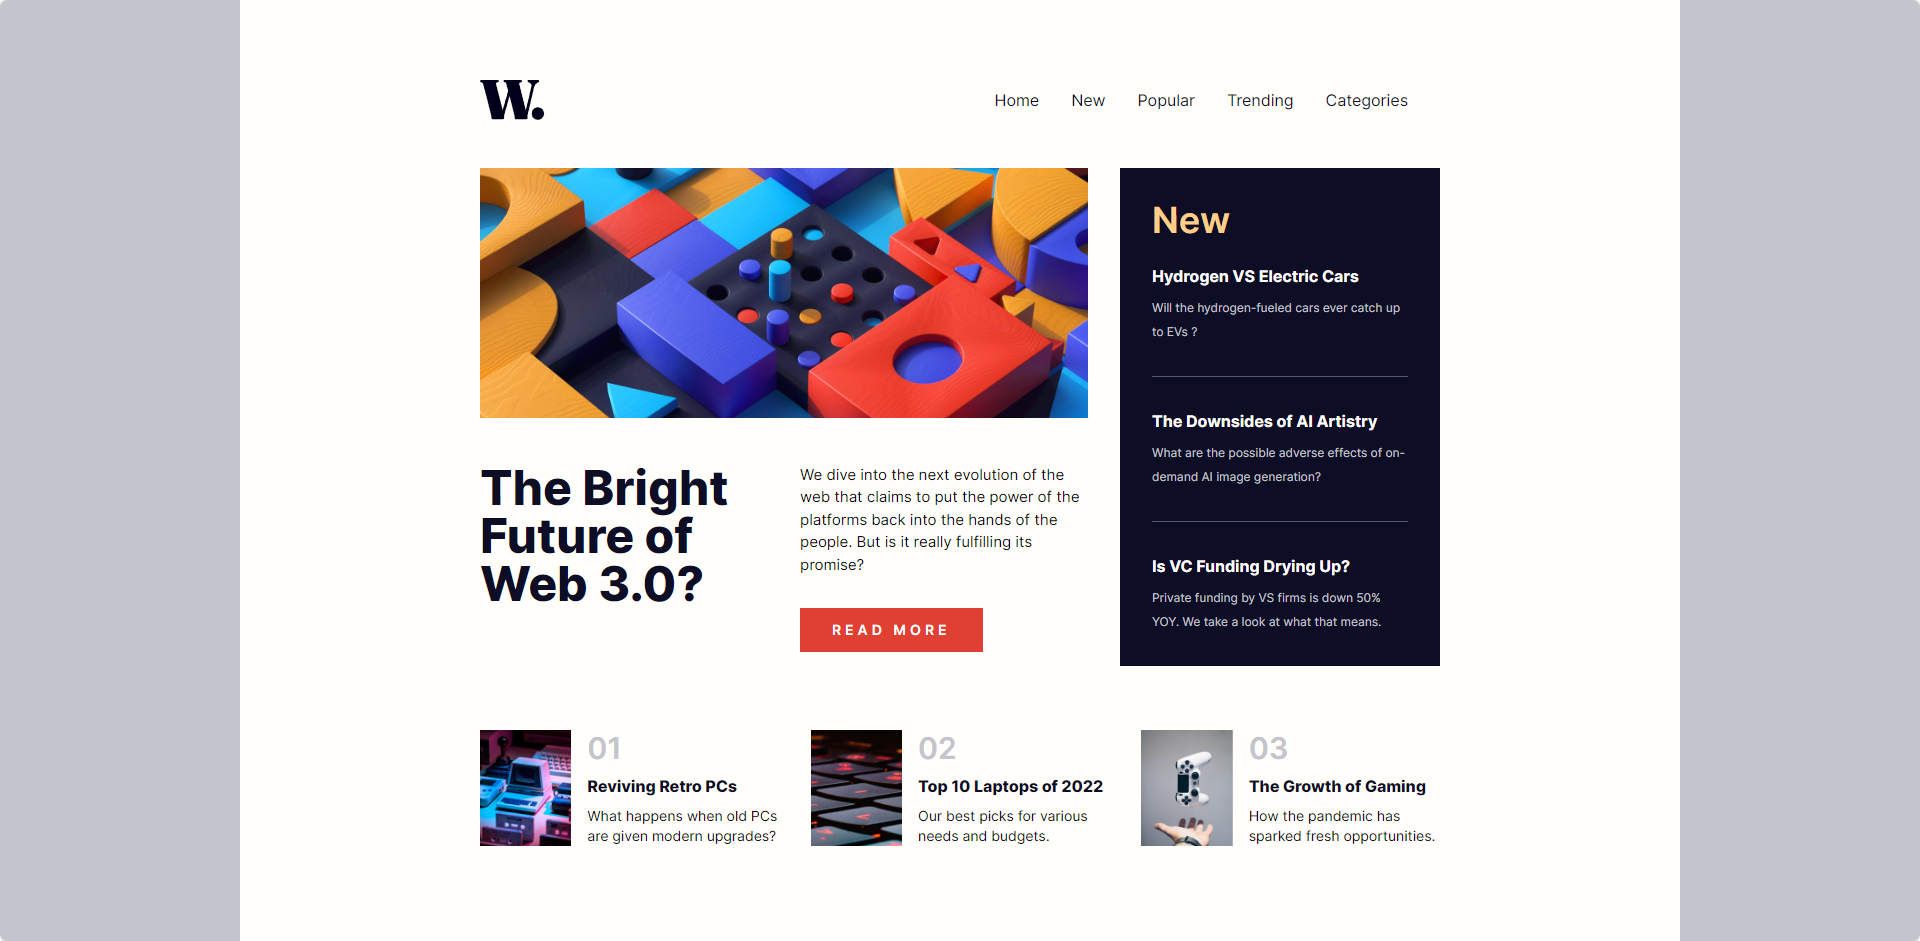 W.
Home New Popular Trending Categories
The Bright
Future of
Web 3.0?
We dive into the next evolution of the
web that claims to put the power of the
platforms back into the hands of the
people. But is it really fulfilling its
promise?
READ MORE
New
Hydrogen VS Electric Cars
Will the hydrogen-fueled cars ever catch up
to EVs ?
The Downsides of AI Artistry
What are the possible adverse effects of on-
demand AI image generation?
Is VC Funding Drying Up?
Private funding by VS firms is down 50%
YOY. We take a look at what that means.
01
Reviving Retro PCs
What happens when old PCs
are given modern upgrades?
02
Top 10 Laptops of 2022
Our best picks for various
needs and budgets.
03
The Growth of Gaming
How the pandemic has
sparked fresh opportunities.